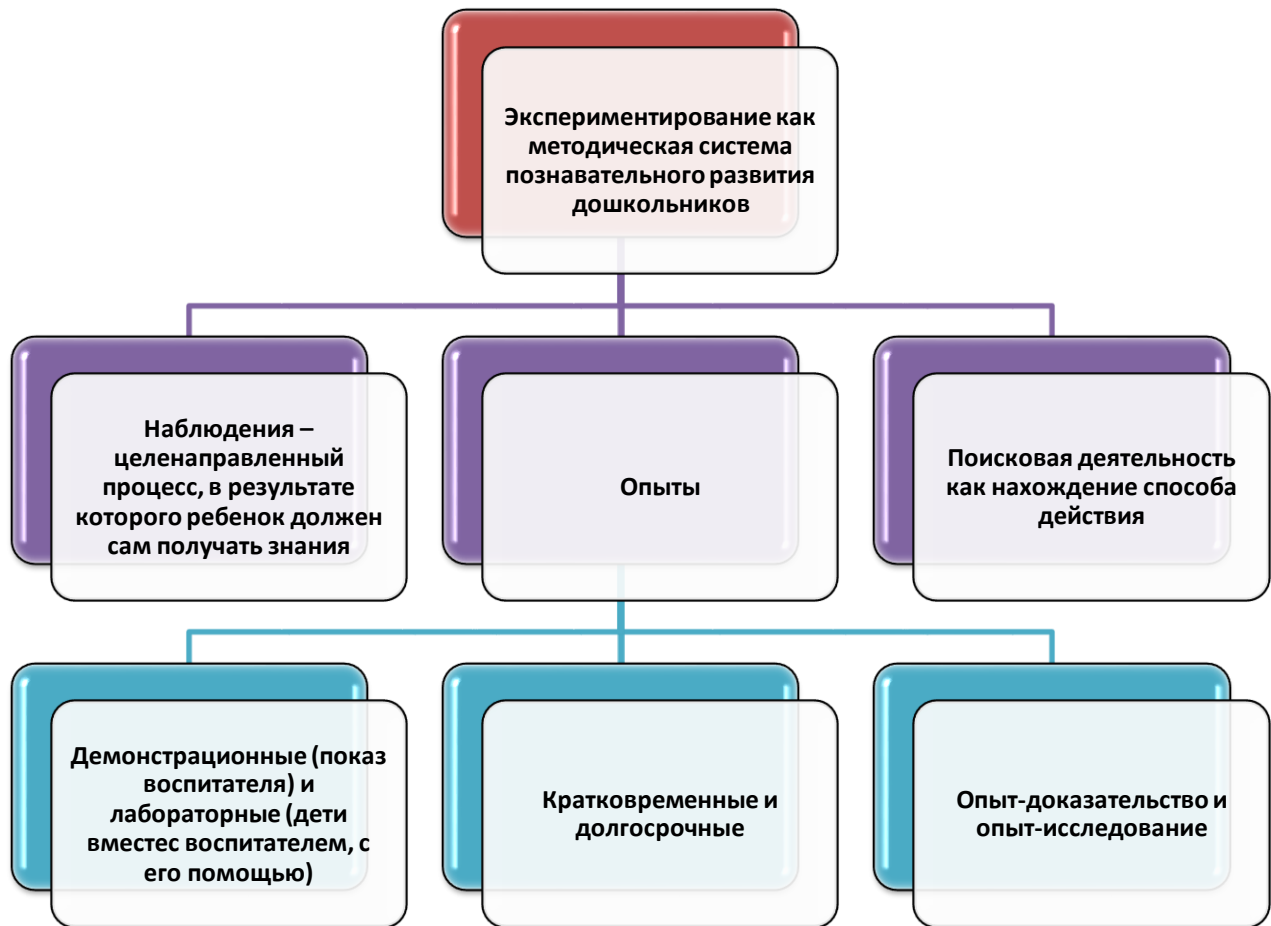 Экспериментирование как
методическая система
познавательного развития
дошкольников
Наблюдения –
целенаправленный
процесс, в результате
которого ребенок должен
сам получать знания
Опыты
Поисковая деятельность
как нахождение способа
действия
Демонстрационные (показ
воспитателя) и
лабораторные (дети
вместес воспитателем, с
его помощью)
Кратковременные и
долгосрочные
Опыт-доказательство и
опыт-исследование